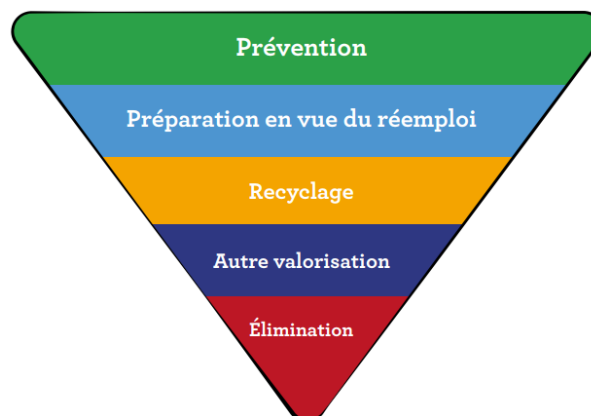 Prévention
Préparation en vue du réemploi
Recyclage
Autre valorisation
Élimination